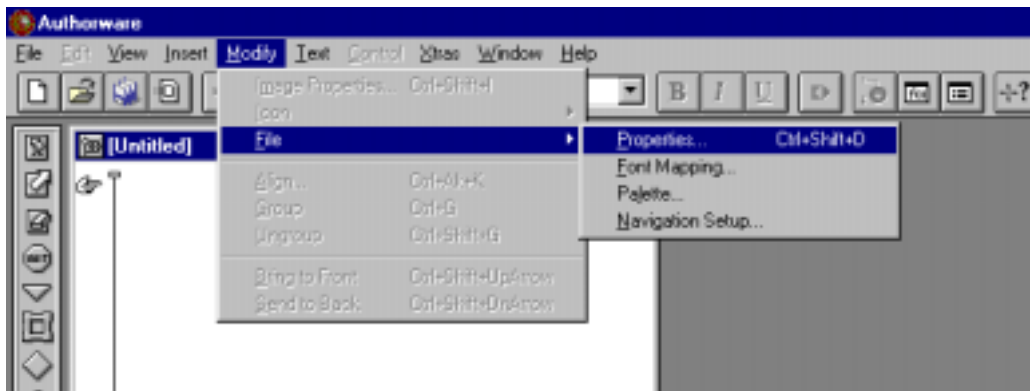 Authorware
File Edit View Insert Modify Text Control Xtras Window Help
B I U
[Untitled]
Image Properties... Ctrl+Shift+I
Icon
File
Align... Ctrl+Alt+K
Group Ctrl+G
Ungroup Ctrl+Shift+G
Bring to Front Ctrl+Shift+UpArrow
Send to Back Ctrl+Shift+DnArrow
Properties... Ctrl+Shift+D
Font Mapping...
Palette...
Navigation Setup...